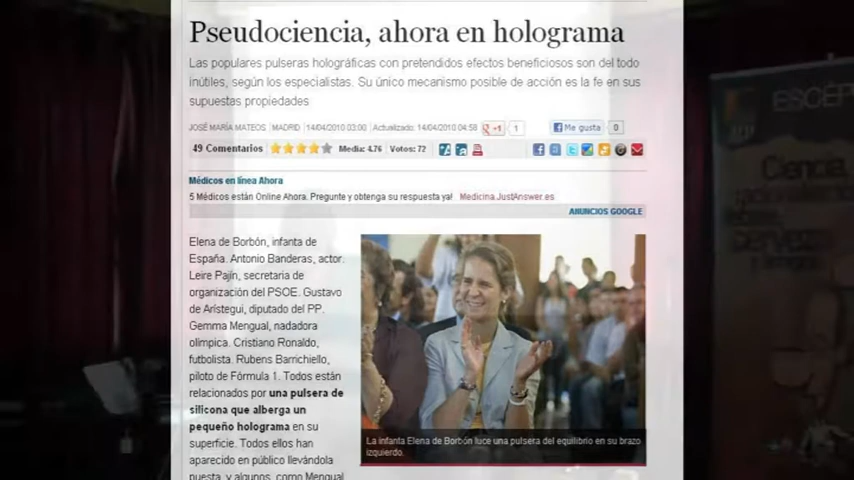 Pseudociencia, ahora en holograma
Las populares pulseras holográficas con pretendidos efectos beneficiosos son del todo
inútiles, según los especialistas. Su único mecanismo posible de acción es la fe en sus
supuestas propiedades
JOSÉ MARÍA MATEOS | MADRID | 14/04/2010 03:00 | Actualizado: 14/04/2010 04:58
+1 1 Me gusta 0
49 Comentarios Media: 4.76 Votos: 72
Médicos en línea Ahora
5 Médicos están Online Ahora. Pregunte y obtenga su respuesta ya! Medicina.JustAnswer.es
ANUNCIOS GOOGLE
Elena de Borbón, infanta de
España. Antonio Banderas, actor.
Leire Pajín, secretaria de
organización del PSOE. Gustavo
de Arístegui, diputado del PP.
Gemma Mengual, nadadora
olímpica. Cristiano Ronaldo,
futbolista. Rubens Barrichiello,
piloto de Fórmula 1. Todos están
relacionados por una pulsera de
silicona que alberga un
pequeño holograma en su
superficie. Todos ellos han
aparecido en público llevándola
puesta, y algunos, como Mengual
La infanta Elena de Borbón luce una pulsera del equilibrio en su brazo
izquierdo.
ESCÉP
Ciencia